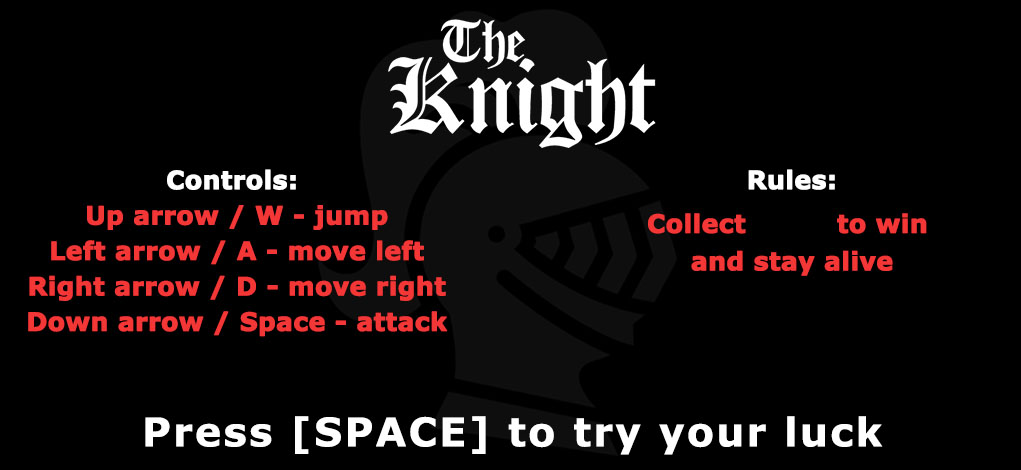 The
Knight
Controls:
Up arrow / W - jump
Left arrow / A - move left
Right arrow / D - move right
Down arrow / Space - attack
Rules:
Collect to win
and stay alive
Press [SPACE] to try your luck